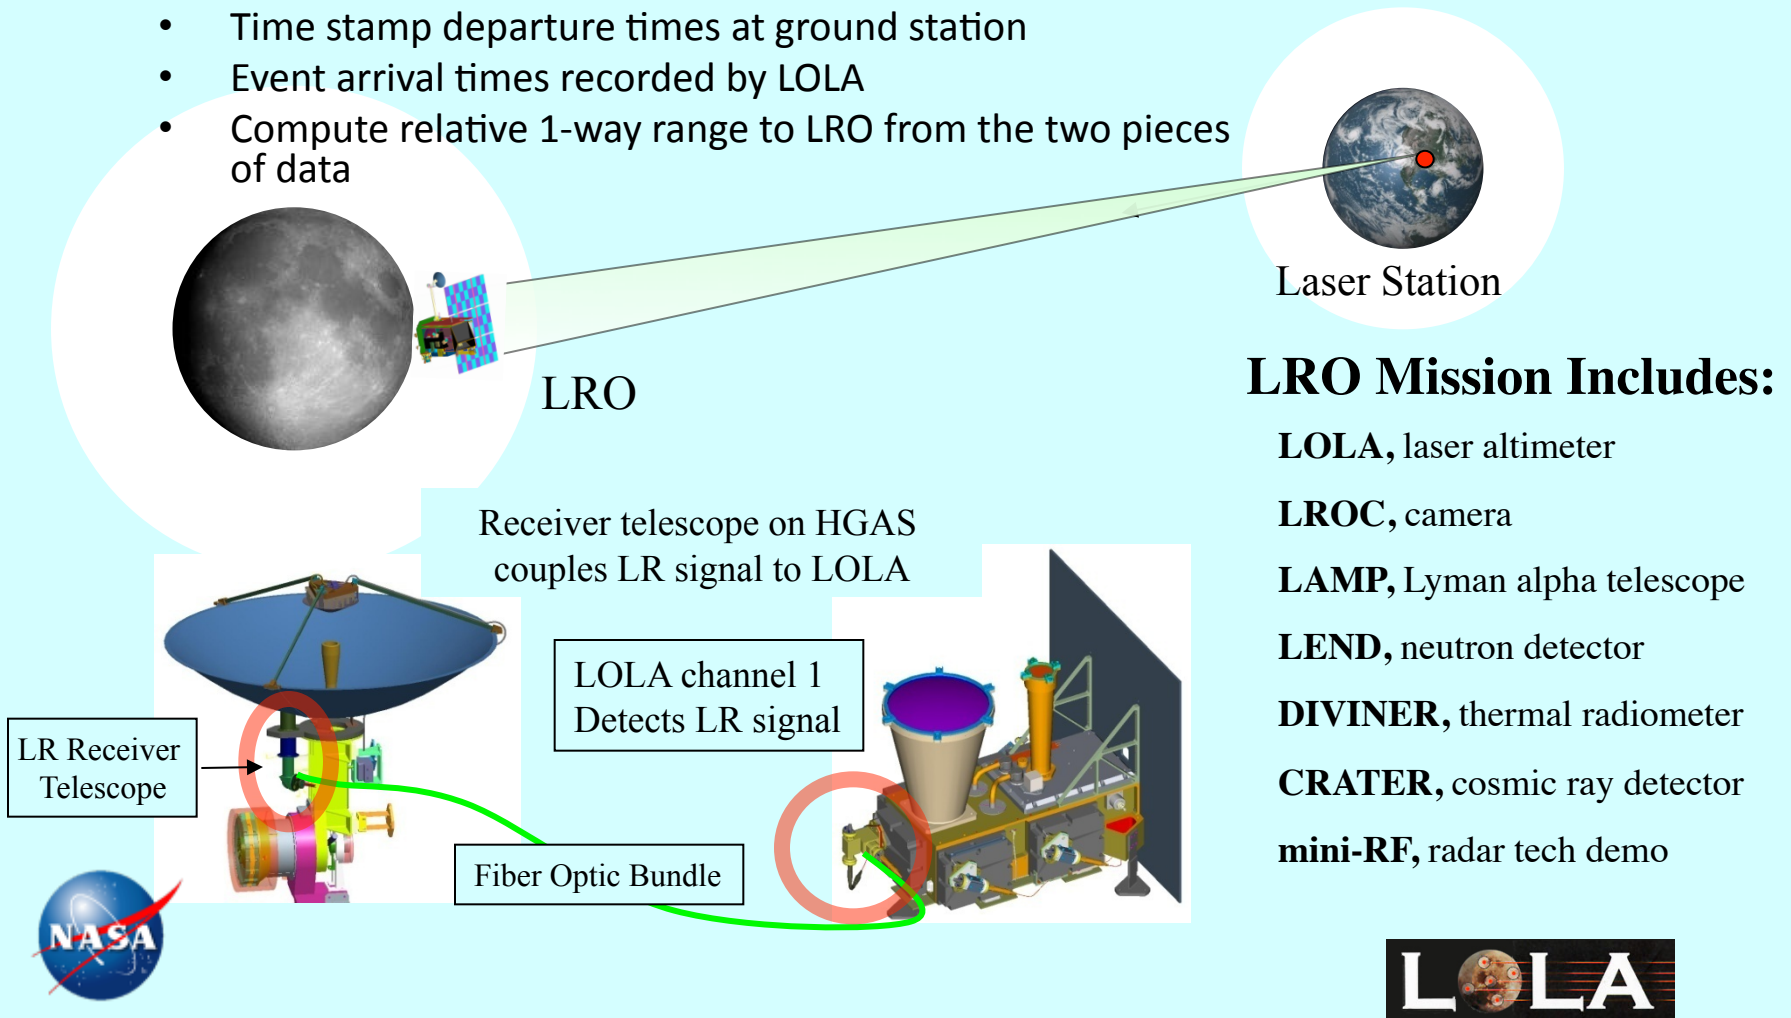 • Time stamp departure times at ground station
• Event arrival times recorded by LOLA
• Compute relative 1-way range to LRO from the two pieces
of data
Laser Station
LRO
LRO Mission Includes:
LOLA, laser altimeter
LROC, camera
LAMP, Lyman alpha telescope
LEND, neutron detector
DIVINER, thermal radiometer
CRATER, cosmic ray detector
mini-RF, radar tech demo
Receiver telescope on HGAS
couples LR signal to LOLA
LOLA channel 1
Detects LR signal
LR Receiver
Telescope
Fiber Optic Bundle
NASA
LOLA